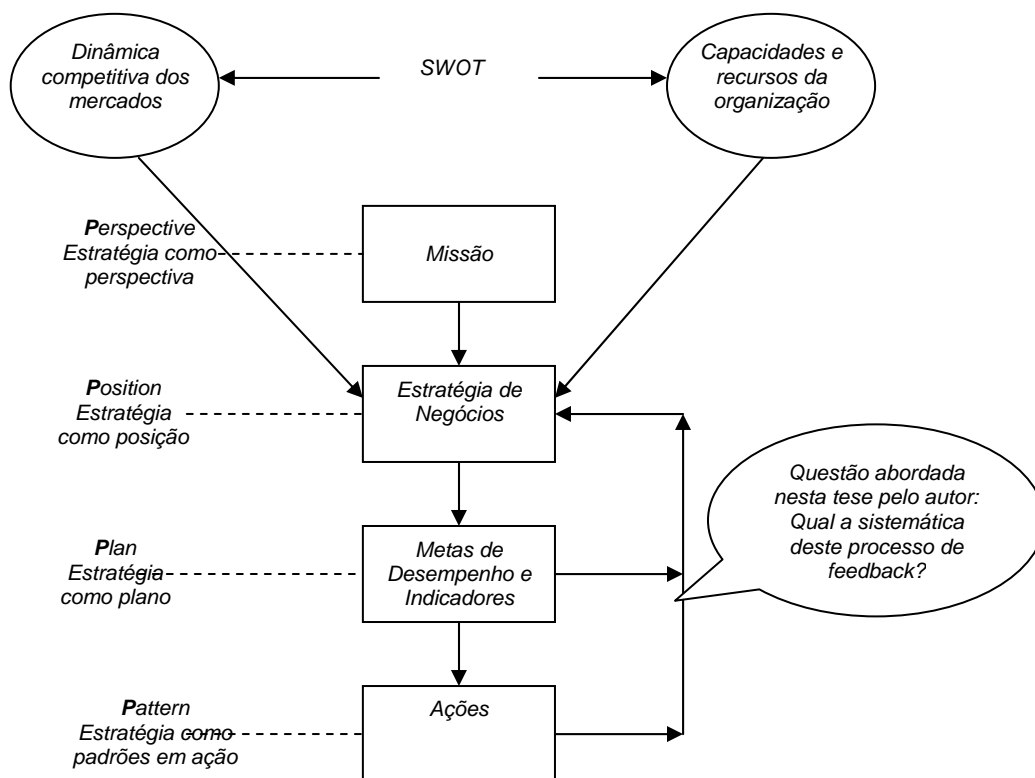 Dinâmica
competitiva dos
mercados
SWOT
Capacidades e
recursos da
organização
Perspective
Estratégia como
perspectiva
Missão
Position
Estratégia
como posição
Estratégia de
Negócios
Questão abordada
nesta tese pelo autor:
Qual a sistemática
deste processo de
feedback?
Plan
Estratégia
como plano
Metas de
Desempenho e
Indicadores
Pattern
Estratégia como
padrões em ação
Ações